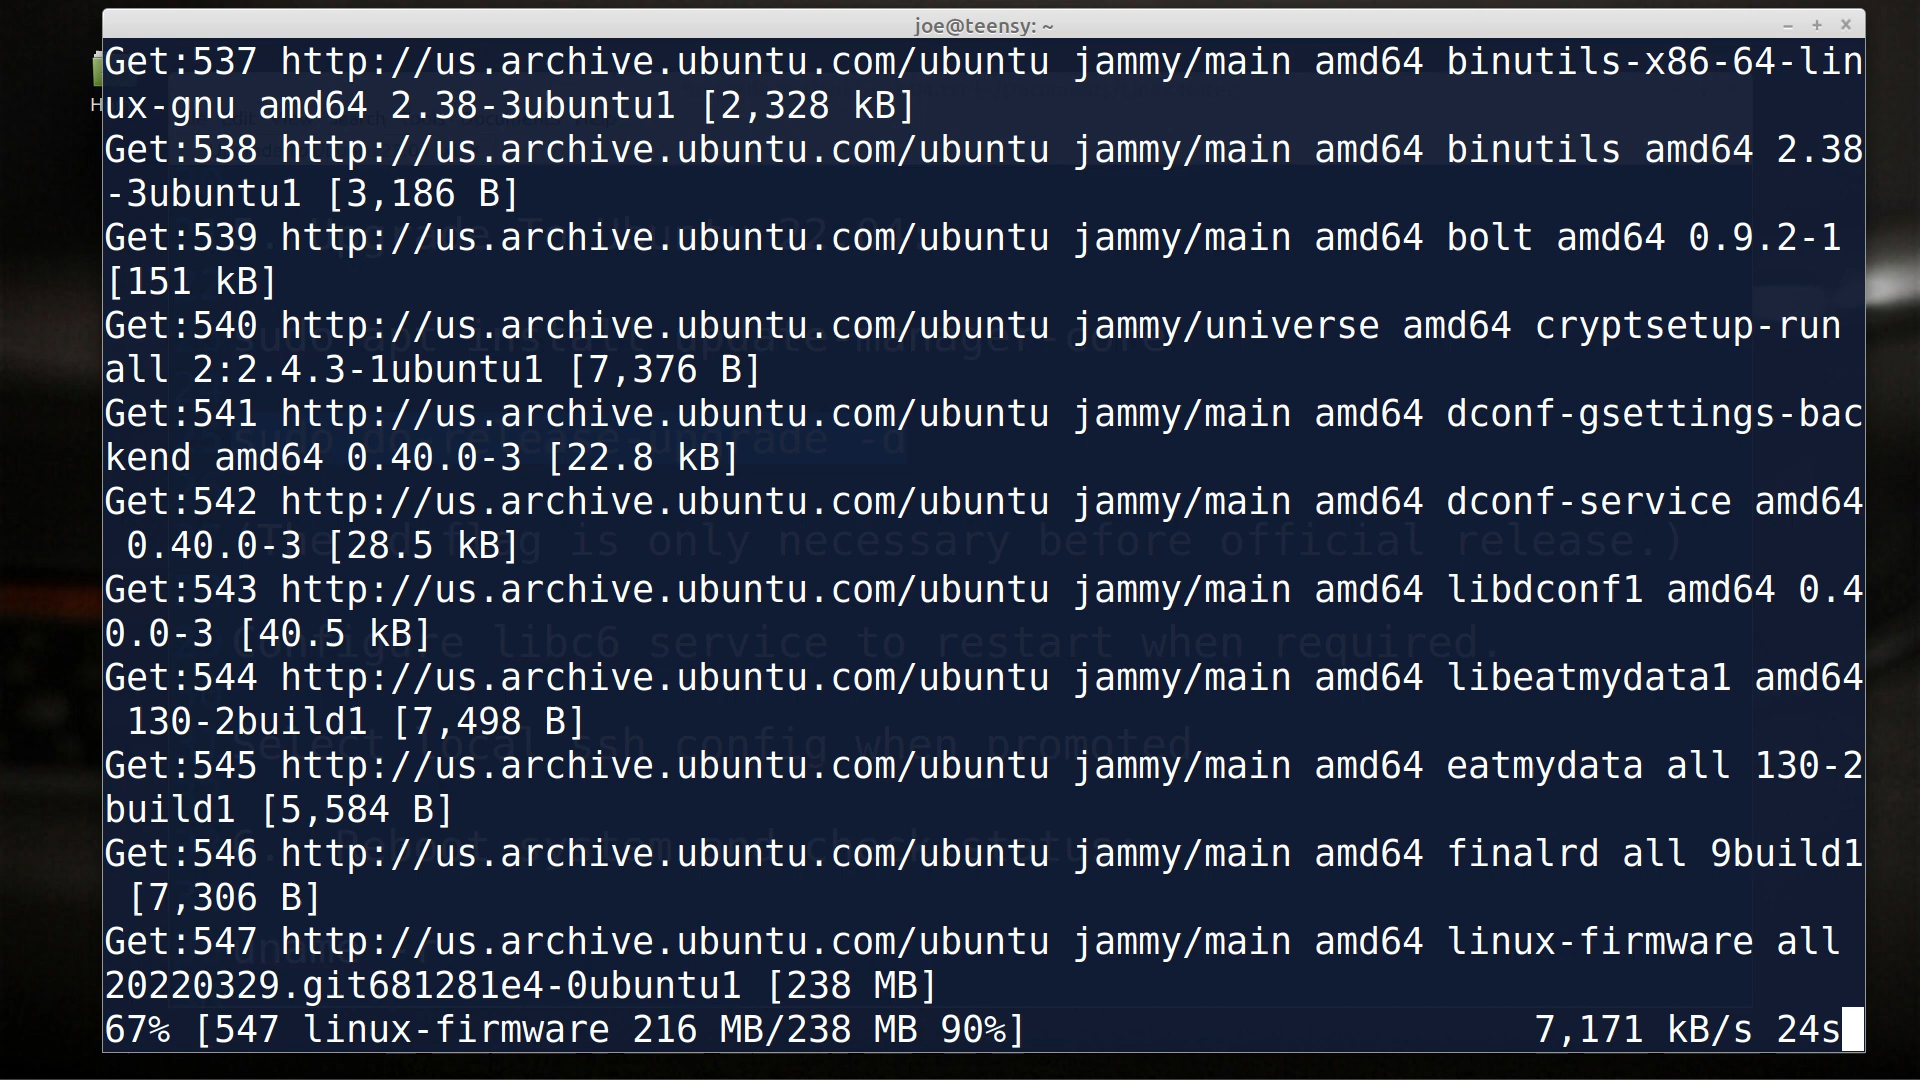 joe@teensy: ~
Get:537 http://us.archive.ubuntu.com/ubuntu jammy/main amd64 binutils-x86-64-lin
ux-gnu amd64 2.38-3ubuntu1 [2,328 kB]
Get:538 http://us.archive.ubuntu.com/ubuntu jammy/main amd64 binutils amd64 2.38
-3ubuntu1 [3,186 B]
Get:539 http://us.archive.ubuntu.com/ubuntu jammy/main amd64 bolt amd64 0.9.2-1
[151 kB]
Get:540 http://us.archive.ubuntu.com/ubuntu jammy/universe amd64 cryptsetup-run
all 2:2.4.3-1ubuntu1 [7,376 B]
Get:541 http://us.archive.ubuntu.com/ubuntu jammy/main amd64 dconf-gsettings-bac
kend amd64 0.40.0-3 [22.8 kB]
Get:542 http://us.archive.ubuntu.com/ubuntu jammy/main amd64 dconf-service amd64
 0.40.0-3 [28.5 kB]
Get:543 http://us.archive.ubuntu.com/ubuntu jammy/main amd64 libdconf1 amd64 0.4
0.0-3 [40.5 kB]
Get:544 http://us.archive.ubuntu.com/ubuntu jammy/main amd64 libeatmydata1 amd64
 130-2build1 [7,498 B]
Get:545 http://us.archive.ubuntu.com/ubuntu jammy/main amd64 eatmydata all 130-2
build1 [5,584 B]
Get:546 http://us.archive.ubuntu.com/ubuntu jammy/main amd64 finalrd all 9build1
 [7,306 B]
Get:547 http://us.archive.ubuntu.com/ubuntu jammy/main amd64 linux-firmware all
20220329.git681281e4-0ubuntu1 [238 MB]
67% [547 linux-firmware 216 MB/238 MB 90%] 7,171 kB/s 24s